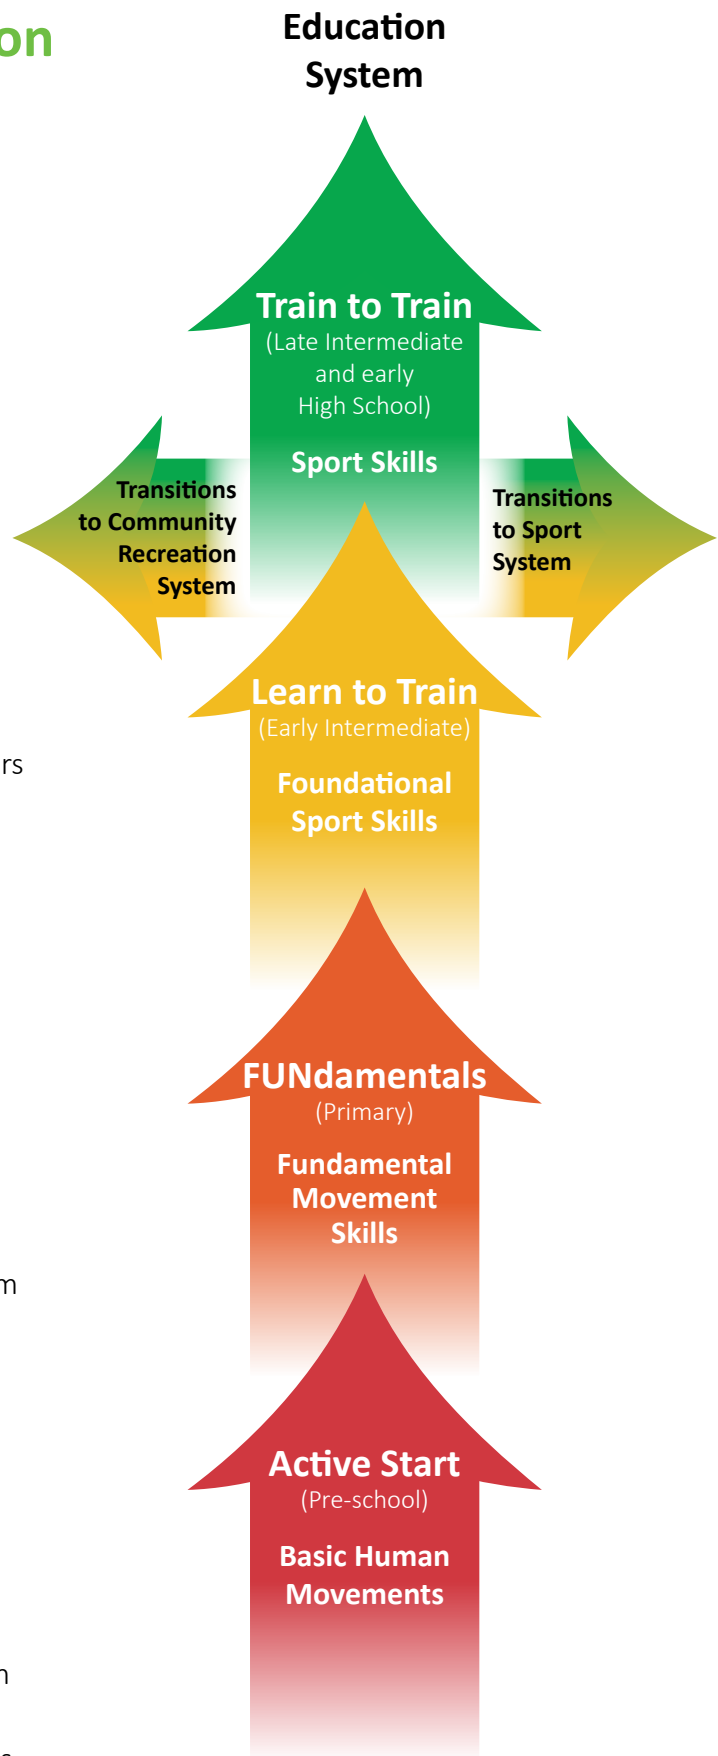 on
Education
System
Train to Train
(Late Intermediate
and early
High School)
Sport Skills
Transitions
to Community
Recreation
System
Transitions
to Sport
System
Learn to Train
(Early Intermediate)
rs
Foundational
Sport Skills
FUNdamentals
(Primary)
Fundamental
Movement
Skills
m
Active Start
(Pre-school)
Basic Human
Movements